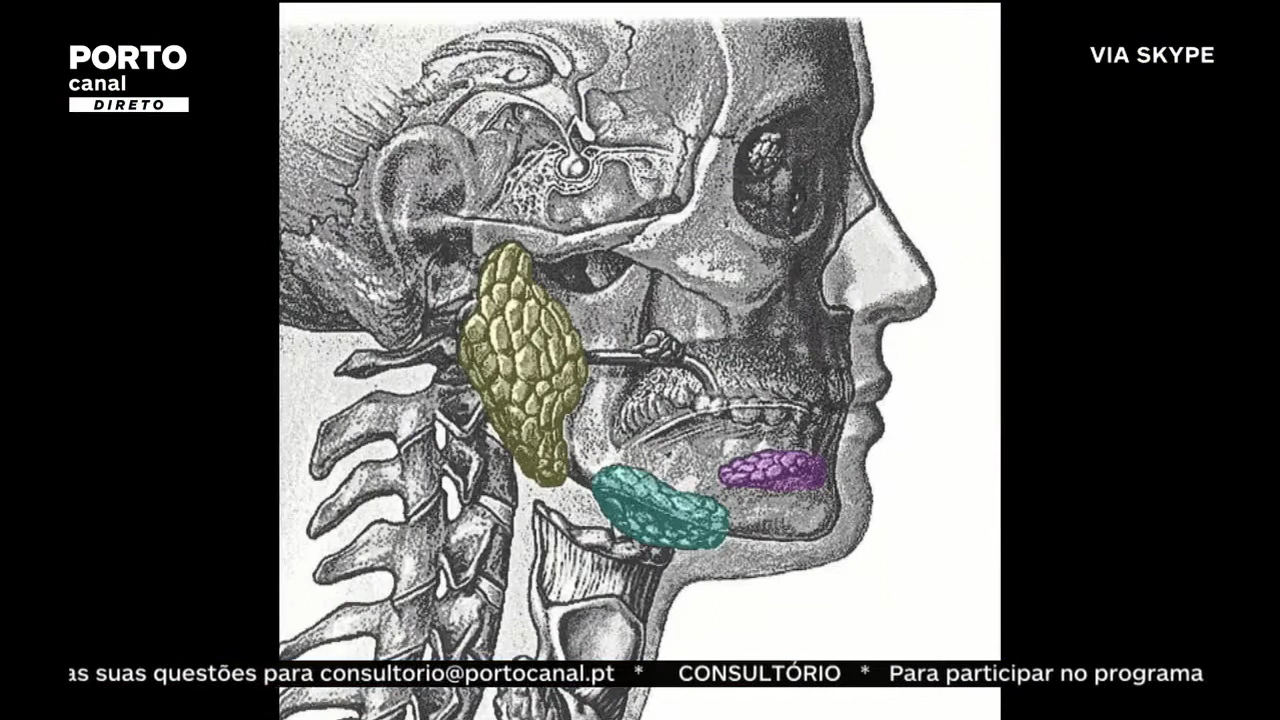 PORTO
canal
DIRETO
VIA SKYPE
as suas questões para consultorio@portocanal.pt * CONSULTÓRIO * Para participar no programa